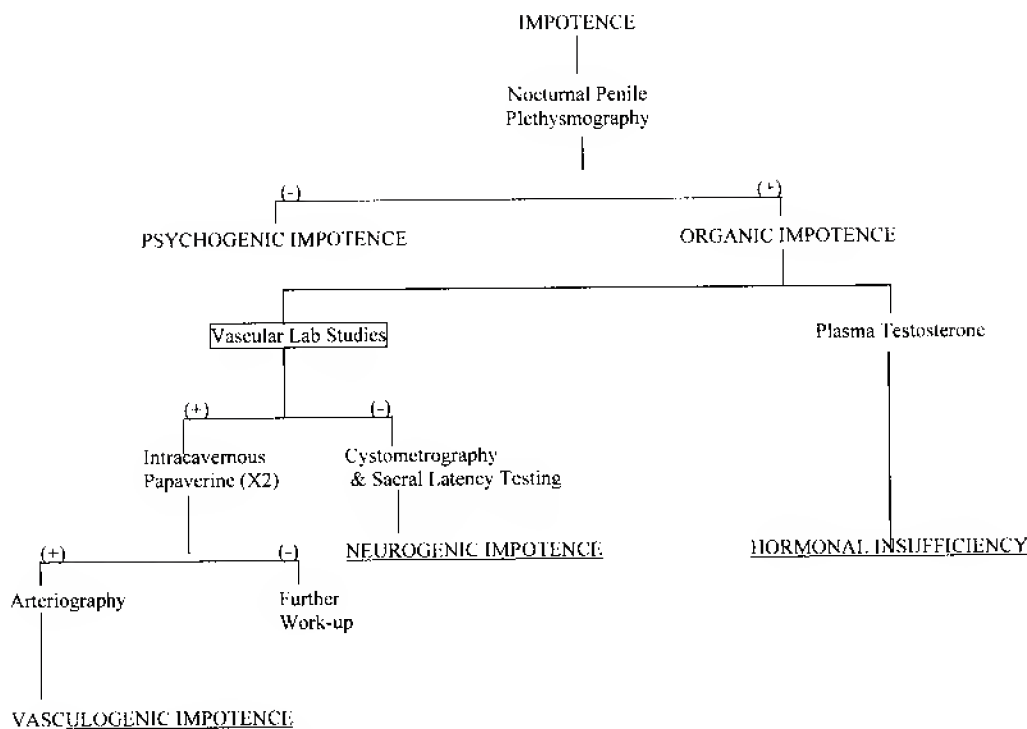 IMPOTENCE
Nocturnal Penile
Plethysmography
(-)
(+)
PSYCHOGENIC IMPOTENCE
ORGANIC IMPOTENCE
Vascular Lab Studies
Plasma Testosterone
(+)
(-)
Intracavernous
Papaverine (X2)
Cystometrography
& Sacral Latency Testing
NEUROGENIC IMPOTENCE
HORMONAL INSUFFICIENCY
(+)
(-)
Arteriography
Further
Work-up
VASCULOGENIC IMPOTENCE